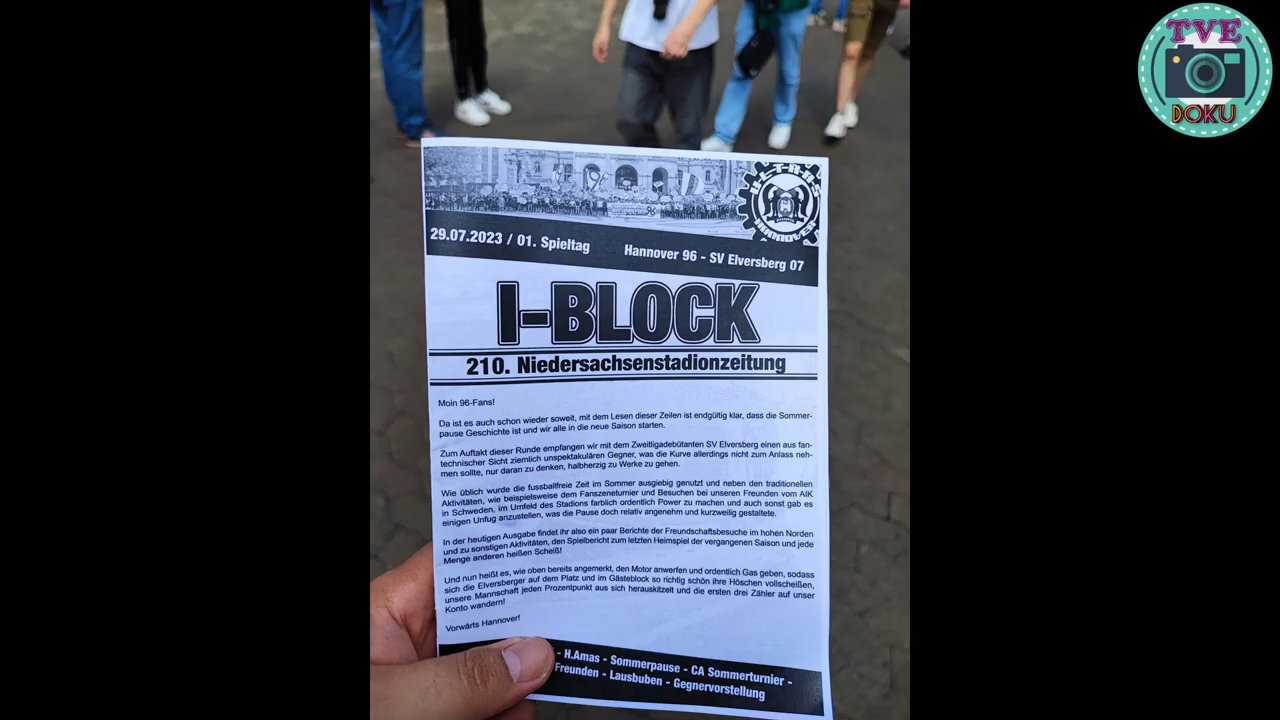 TVE
DOKU
ULTRAS
HANNOVER
29.07.2023 / 01. Spieltag Hannover 96 - SV Elversberg 07
I-BLOCK
210. Niedersachsenstadionzeitung
Moin 96-Fans!
Da ist es auch schon wieder soweit, mit dem Lesen dieser Zeilen ist endgültig klar, dass die Sommer-
pause Geschichte ist und wir alle in die neue Saison starten.
Zum Auftakt dieser Runde empfangen wir mit dem Zweitligadebütanten SV Elversberg einen aus fan-
technischer Sicht ziemlich unspektakulären Gegner, was die Kurve allerdings nicht zum Anlass neh-
men sollte, nur daran zu denken, halbherzig zu Werke zu gehen.
Wie üblich wurde die fussballfreie Zeit im Sommer ausgiebig genutzt und neben den traditionellen
Aktivitäten, wie beispielsweise dem Fanszeneturnier und Besuchen bei unseren Freunden vom AIK
in Schweden, im Umfeld des Stadions farblich ordentlich Power zu machen und auch sonst gab es
einigen Unfug anzustellen, was die Pause doch relativ angenehm und kurzweilig gestaltete.
In der heutigen Ausgabe findet ihr also ein paar Berichte der Freundschaftsbesuche im hohen Norden
und zu sonstigen Aktivitäten, den Spielbericht zum letzten Heimspiel der vergangenen Saison und jede
Menge anderen heißen Scheiß!
Und nun heißt es, wie oben bereits angemerkt, den Motor anwerfen und ordentlich Gas geben, sodass
sich die Elversberger auf dem Platz und im Gästeblock so richtig schön ihre Höschen vollscheißen,
unsere Mannschaft jeden Prozentpunkt aus sich herauskitzelt und die ersten drei Zähler auf unser
Konto wandern!
Vorwärts Hannover!
- H.Amas - Sommerpause - CA Sommerturnier -
Freunden - Lausbuben - Gegnervorstellung